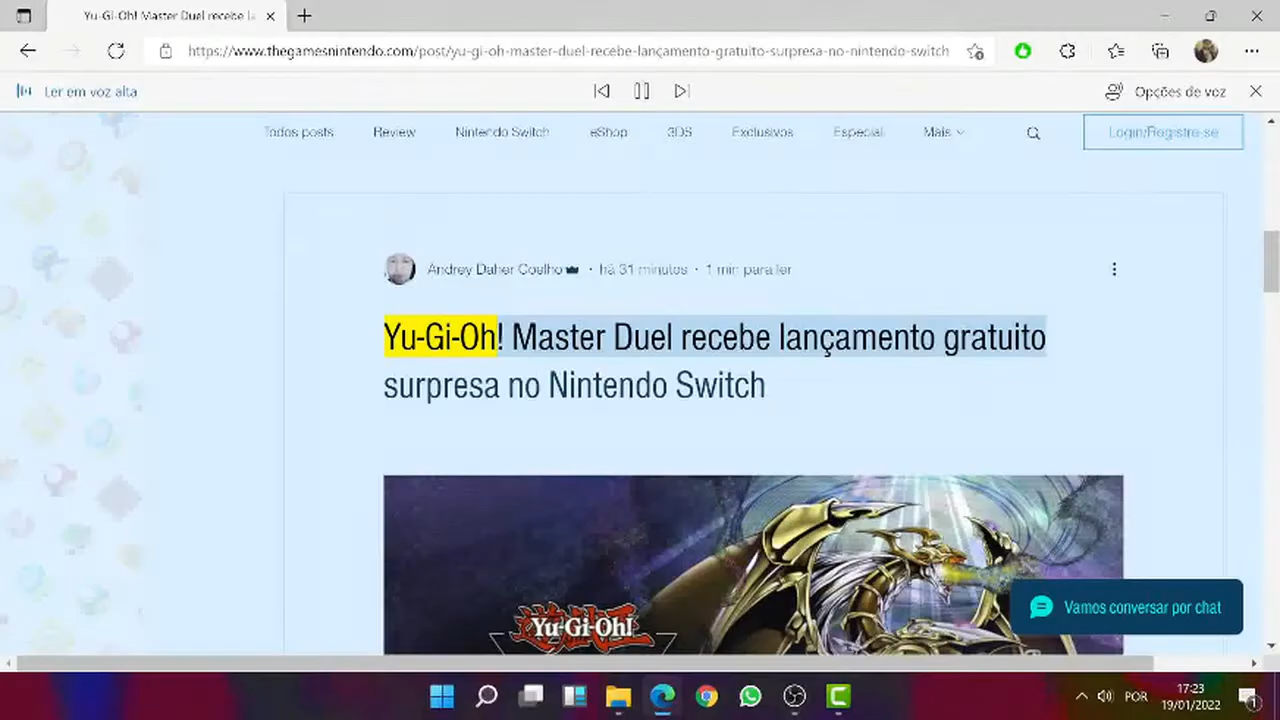 Yu-Gi-Oh! Master Duel recebe la
https://www.thegamesnintendo.com/post/yu-gi-oh-master-duel-recebe-lançamento-gratuito-surpresa-no-nintendo-switch
Ler em voz alta
Opções de voz
Todos posts Review Nintendo Switch eShop 3DS Exclusivos Especial Mais Login/Registre-se
Andrey Daher Coelho · há 31 minutos · 1 min para ler
Yu-Gi-Oh! Master Duel recebe lançamento gratuito
surpresa no Nintendo Switch
Yu-Gi-Oh!
Vamos conversar por chat
POR
17:23
19/01/2022
1